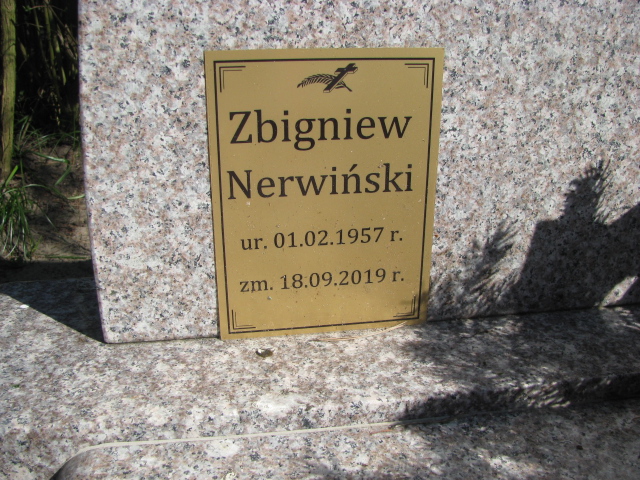 Zbigniew
Nerwiński
ur. 01.02.1957 r.
zm. 18.09.2019 r.